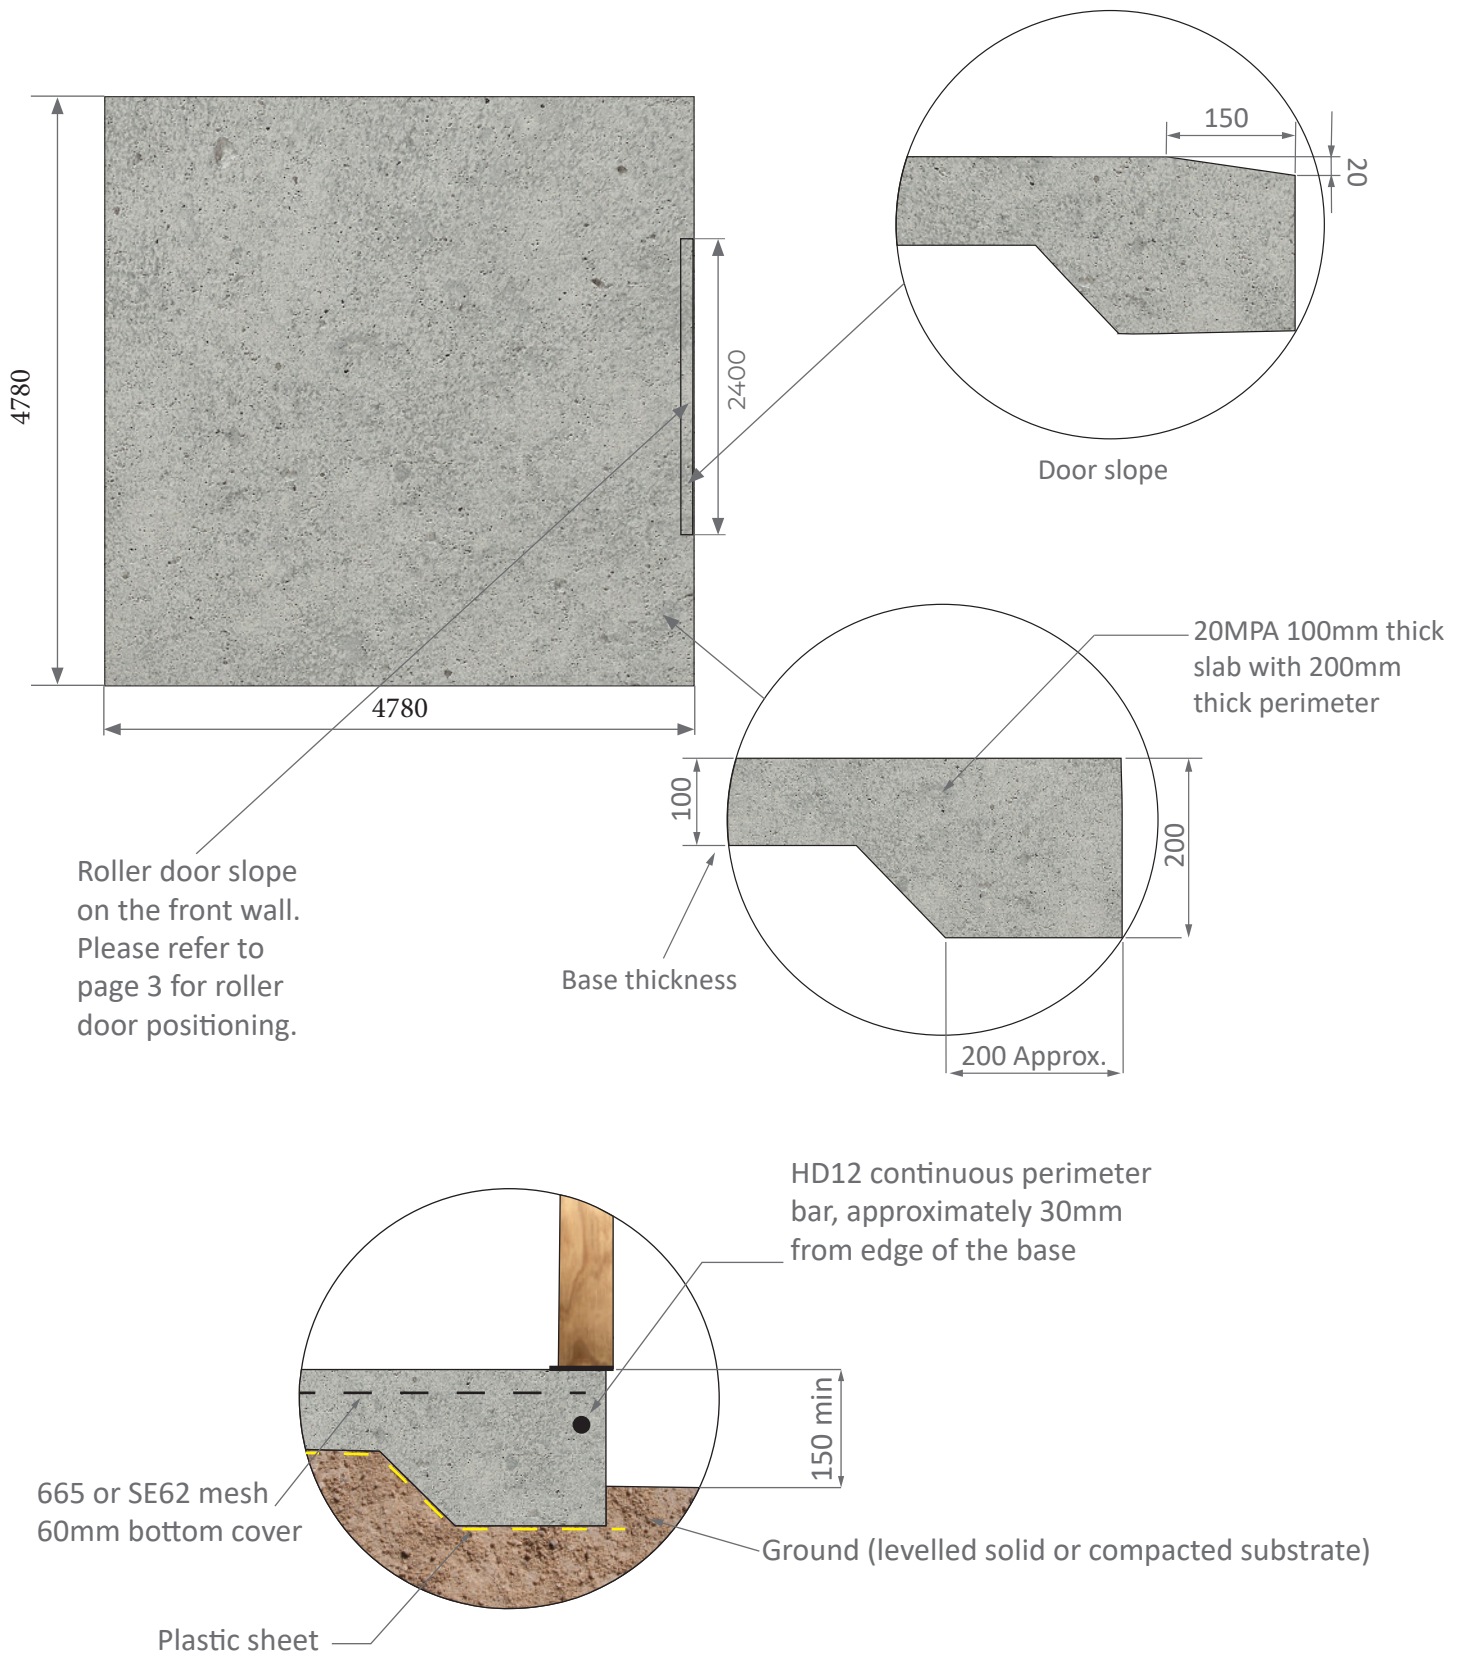 150
20
4780
2400
Door slope
4780
20MPA 100mm thick
slab with 200mm
thick perimeter
100
200
Roller door slope
on the front wall.
Please refer to
page 3 for roller
door positioning.
Base thickness
200 Approx.
HD12 continuous perimeter
bar, approximately 30mm
from edge of the base
150 min
665 or SE62 mesh
60mm bottom cover
Ground (levelled solid or compacted substrate)
Plastic sheet